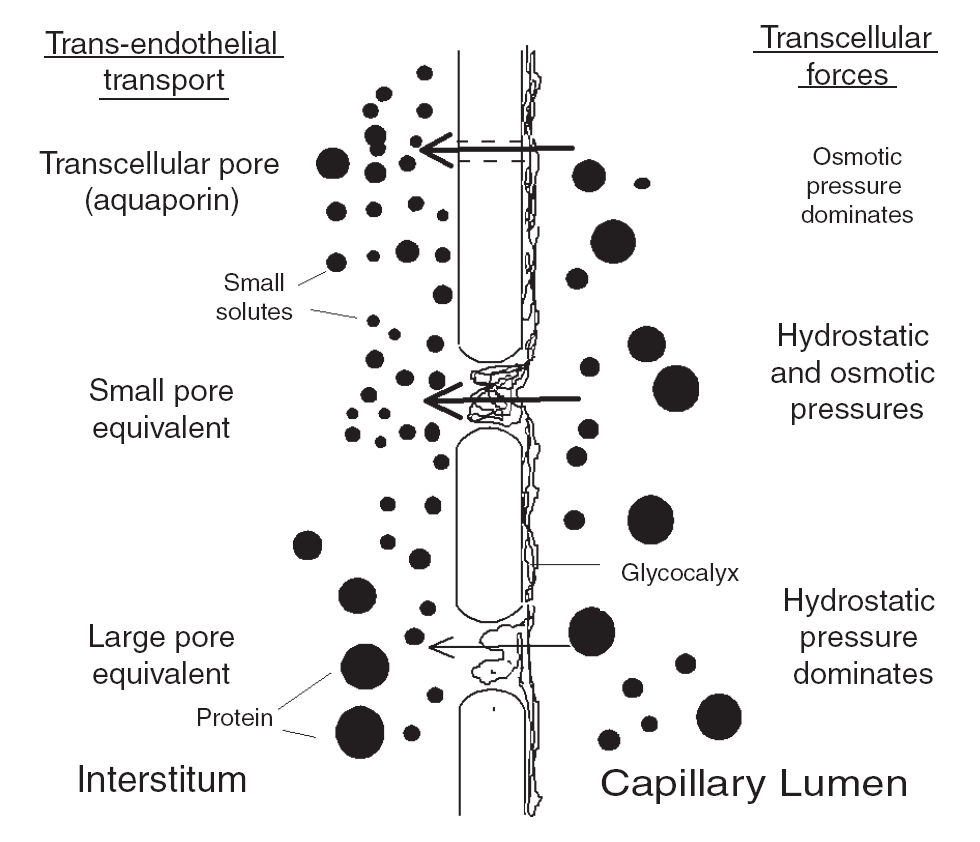 Trans-endothelial
transport
Transcellular
forces
Transcellular pore
(aquaporin)
Osmotic
pressure
dominates
Small
solutes
Small pore
equivalent
Hydrostatic
and osmotic
pressures
Glycocalyx
Large pore
equivalent
Hydrostatic
pressure
dominates
Protein
Interstitum
Capillary Lumen